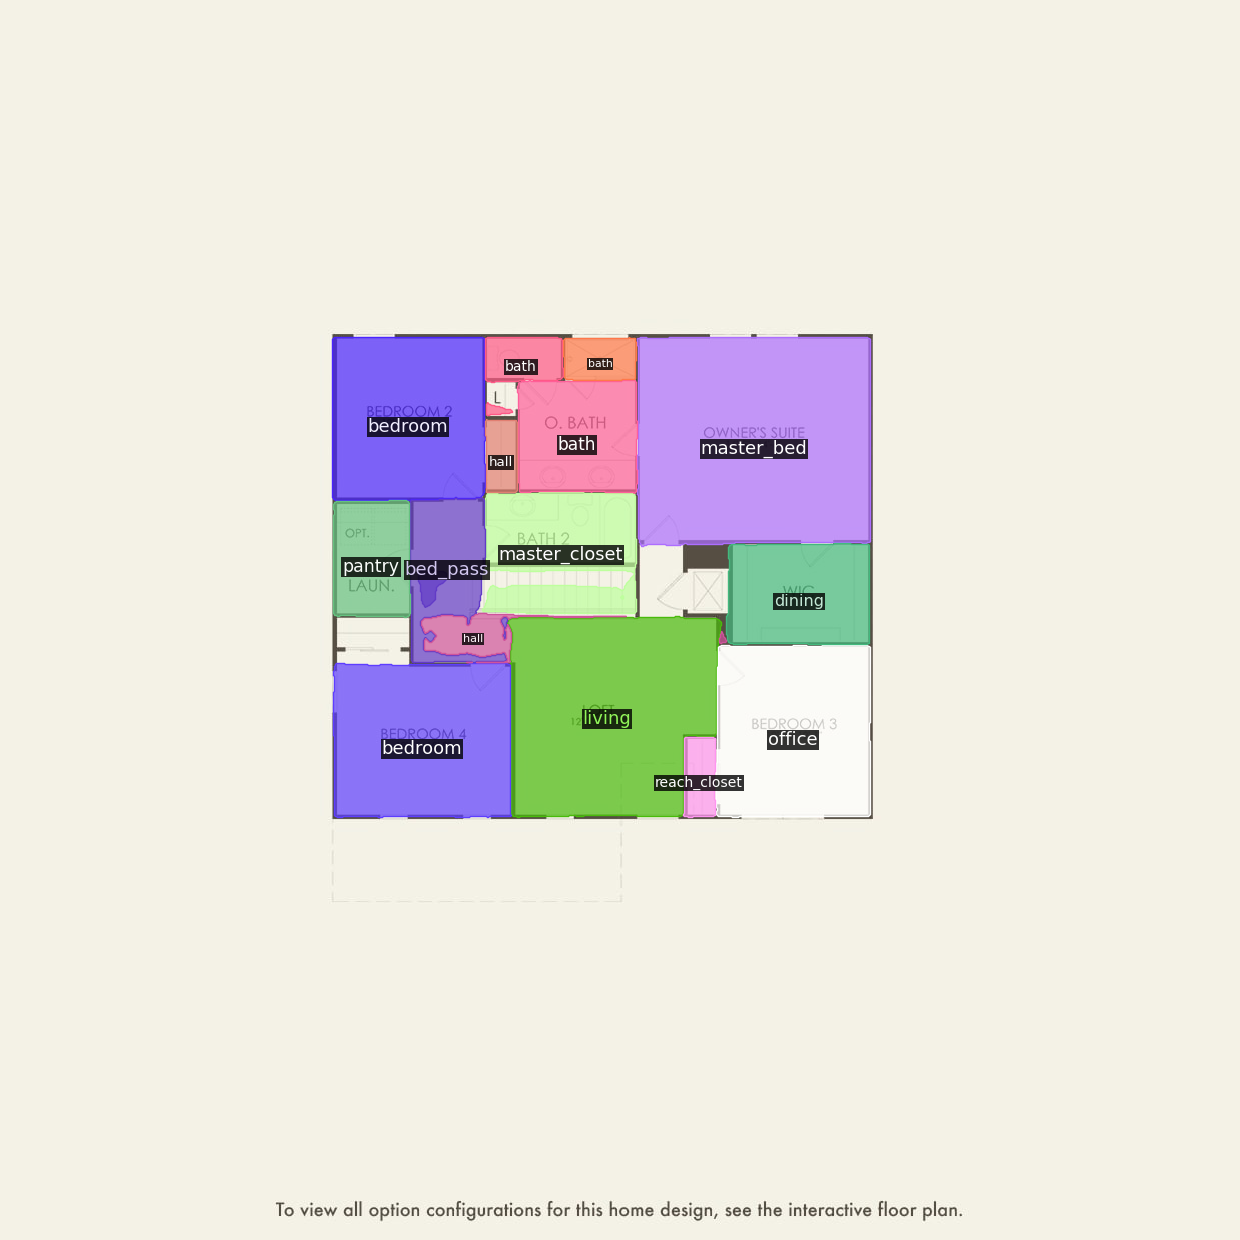 bath
bath
L
BEDROOM 2
bedroom
O. BATH
bath
OWNER'S SUITE
master_bed
hall
OPT.
LAUN.
pantry
bed_pass
BATH 2
master_closet
dining
hall
living
BEDROOM 3
office
BEDROOM 4
bedroom
reach_closet
To view all option configurations for this home design, see the interactive floor plan.